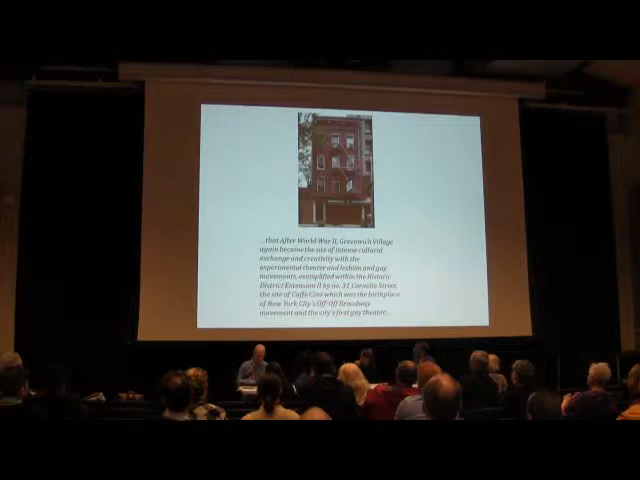 ...that After World War II, Greenwich Village
again became the site of intense cultural
exchange and creativity with the
experimental theater and lesbian and gay
movements, exemplified within the Historic
District Extension II by no. 31 Cornelia Street,
the site of Caffe Cino which was the birthplace
of New York City's Off-Off Broadway
movement and the city's first gay theater,...